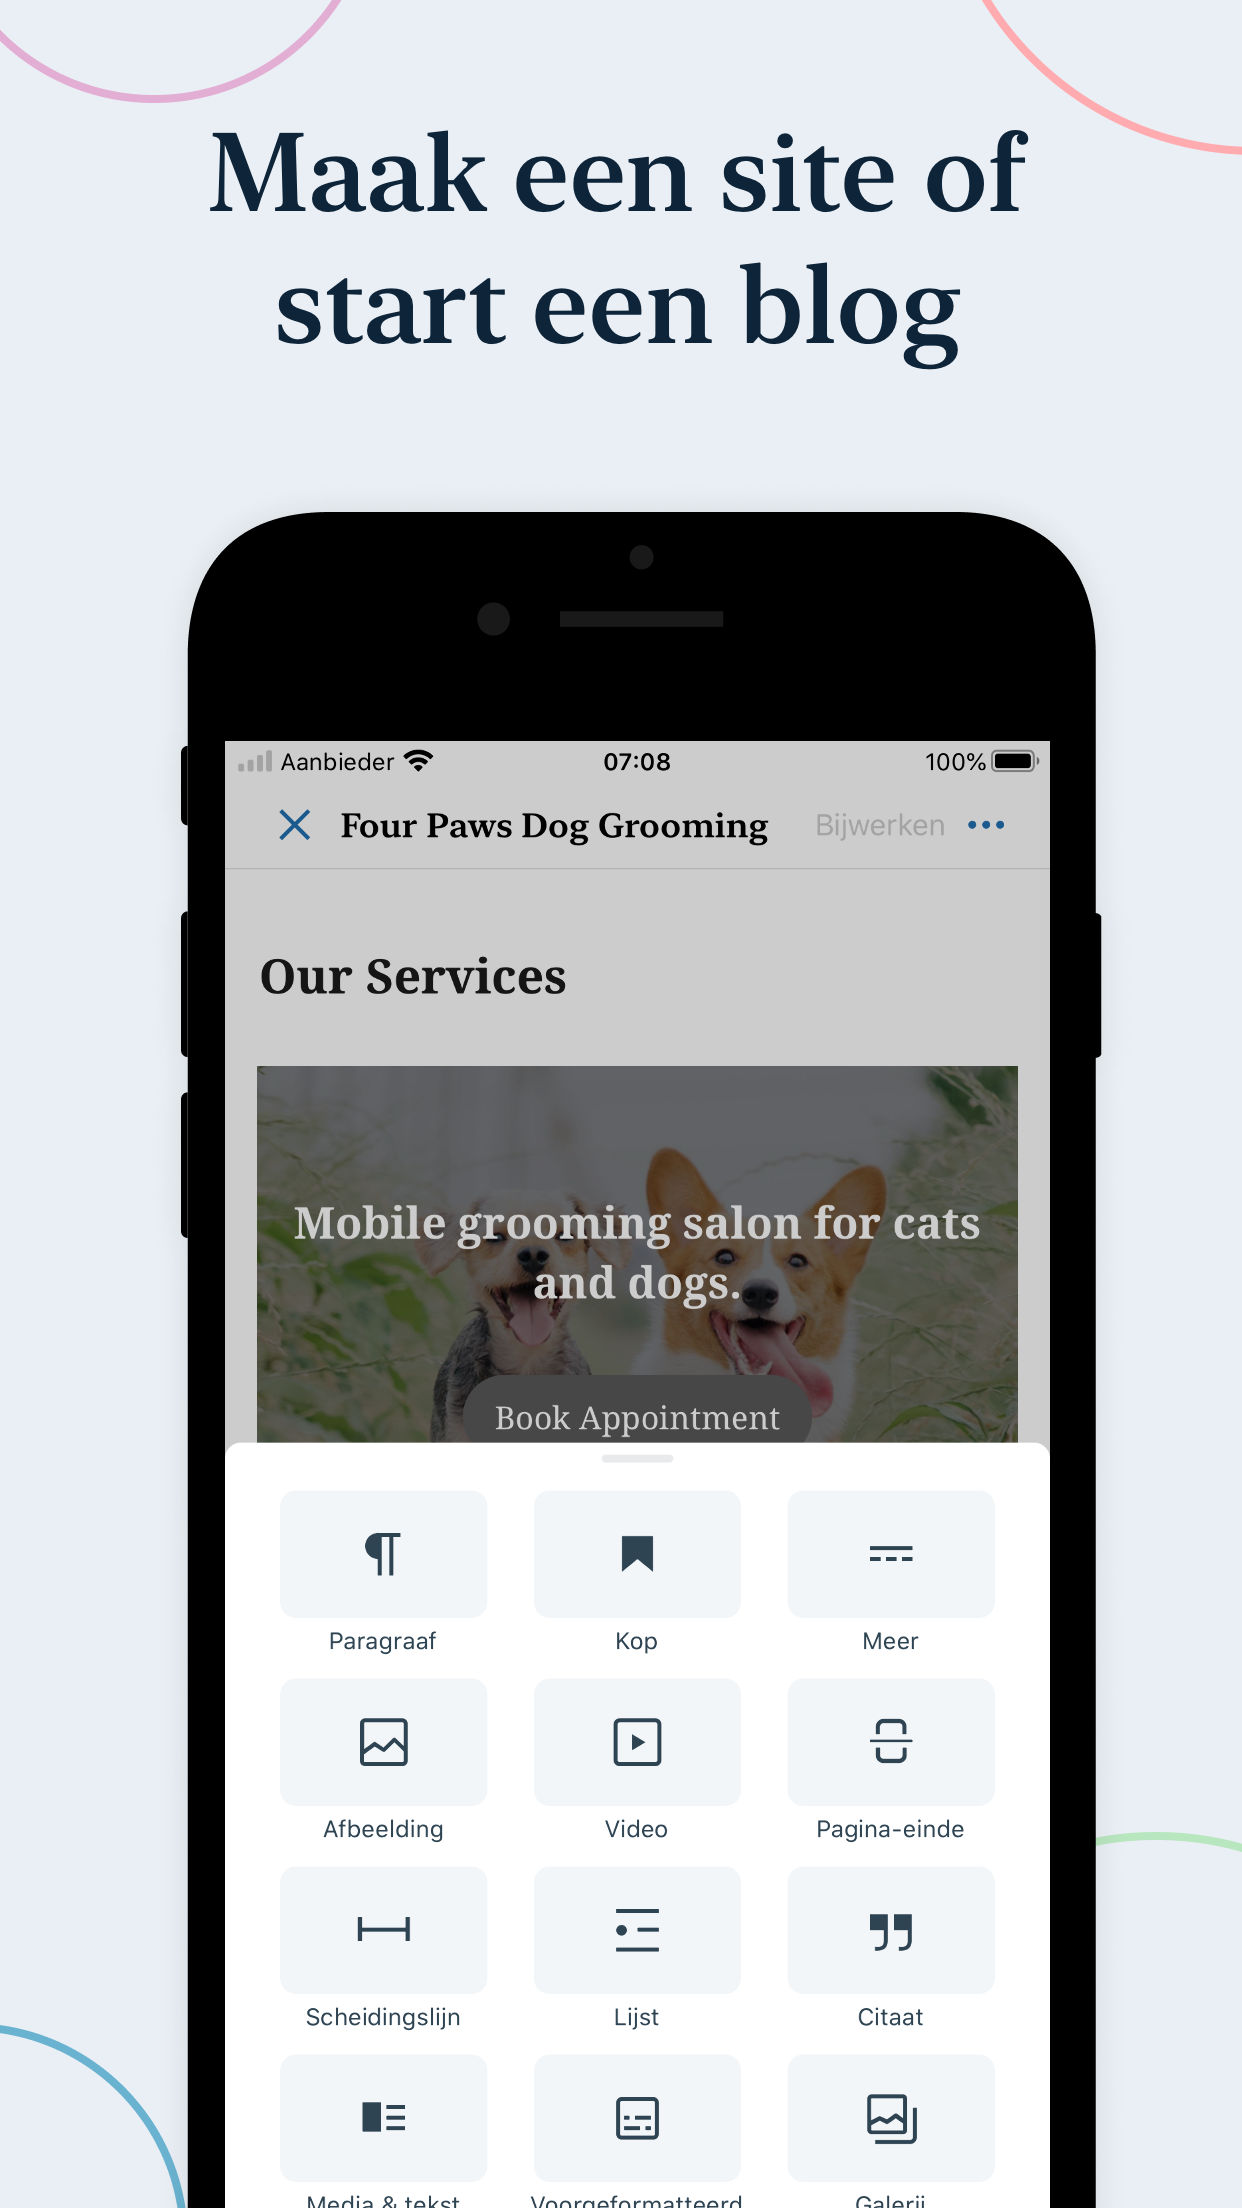 Maak een site of
start een blog
Aanbieder 07:08 100%
Four Paws Dog Grooming Bijwerken
Our Services
Mobile grooming salon for cats
and dogs.
Book Appointment
Paragraaf Kop Meer
Afbeelding Video Pagina-einde
Scheidingslijn Lijst Citaat
Media & tekst Voorgeformatteerd Galerij